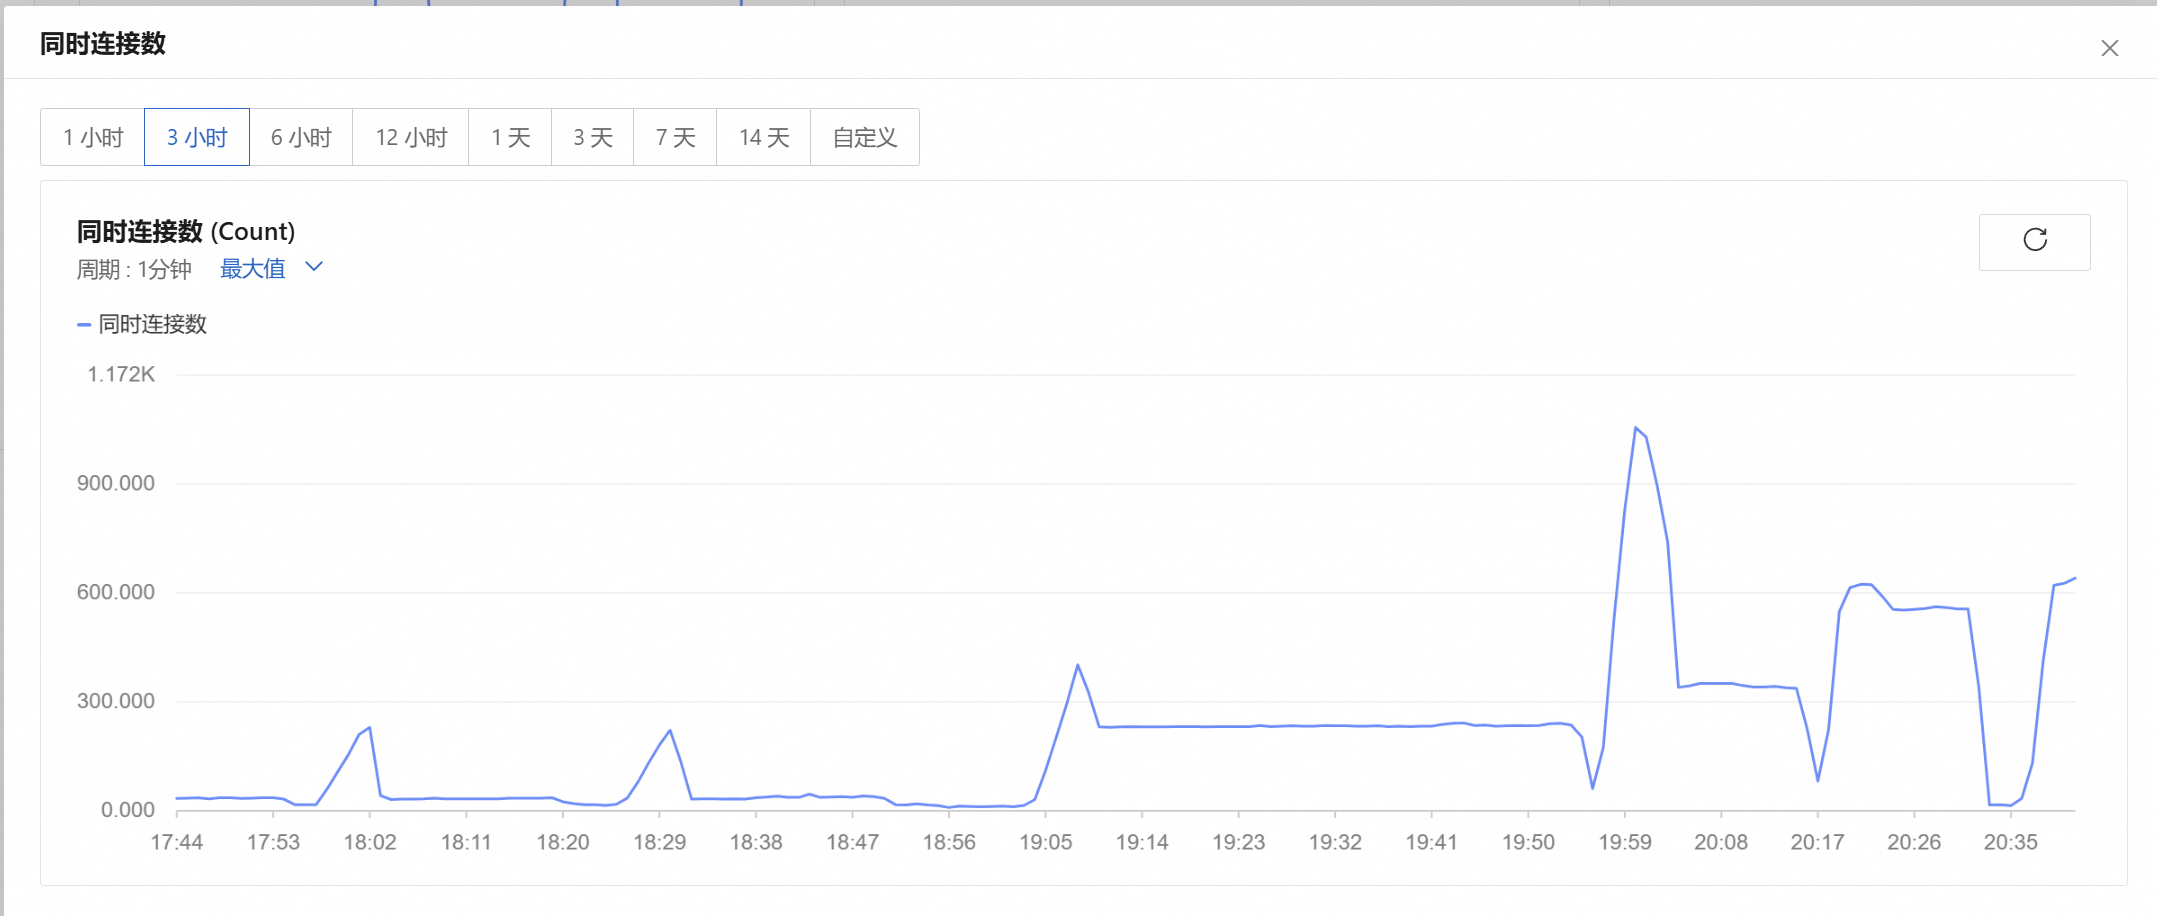 同时连接数
1 小时 3 小时 6 小时 12 小时 1 天 3 天 7 天 14 天 自定义
同时连接数 (Count)
周期 : 1分钟 最大值
同时连接数
1.172K
900.000
600.000
300.000
0.000
17:44 17:53 18:02 18:11 18:20 18:29 18:38 18:47 18:56 19:05 19:14 19:23 19:32 19:41 19:50 19:59 20:08 20:17 20:26 20:35